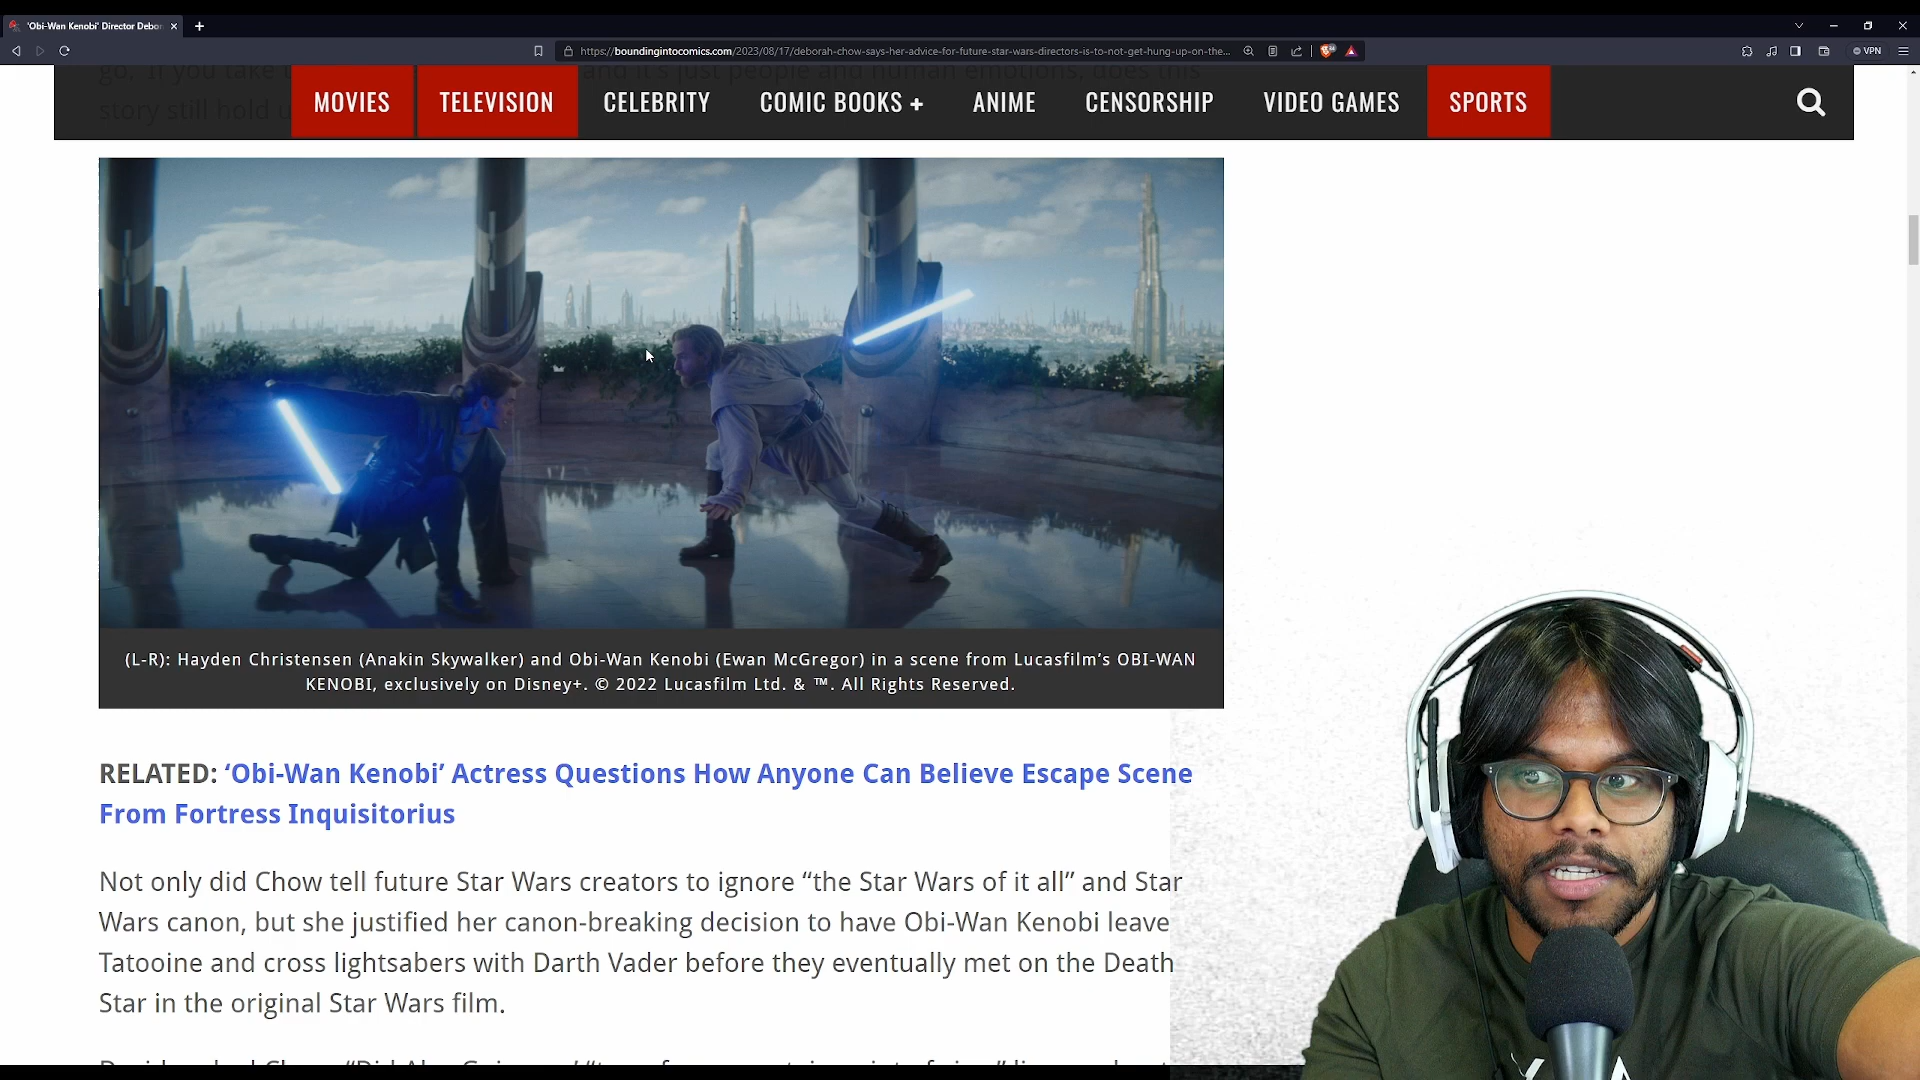 'Obi-Wan Kenobi' Director Debor
https://boundingintocomics.com/2023/08/17/deborah-chow-says-her-advice-for-future-star-wars-directors-is-to-not-get-hung-up-on-the...
VPN
go. If you take and it's just people and human emotions, does this
story still hold u
MOVIES
TELEVISION
CELEBRITY
COMIC BOOKS +
ANIME
CENSORSHIP
VIDEO GAMES
SPORTS
(L-R): Hayden Christensen (Anakin Skywalker) and Obi-Wan Kenobi (Ewan McGregor) in a scene from Lucasfilm's OBI-WAN
KENOBI, exclusively on Disney+. © 2022 Lucasfilm Ltd. & ™. All Rights Reserved.
RELATED: ‘Obi-Wan Kenobi’ Actress Questions How Anyone Can Believe Escape Scene
From Fortress Inquisitorius
Not only did Chow tell future Star Wars creators to ignore “the Star Wars of it all” and Star
Wars canon, but she justified her canon-breaking decision to have Obi-Wan Kenobi leave
Tatooine and cross lightsabers with Darth Vader before they eventually met on the Death
Star in the original Star Wars film.